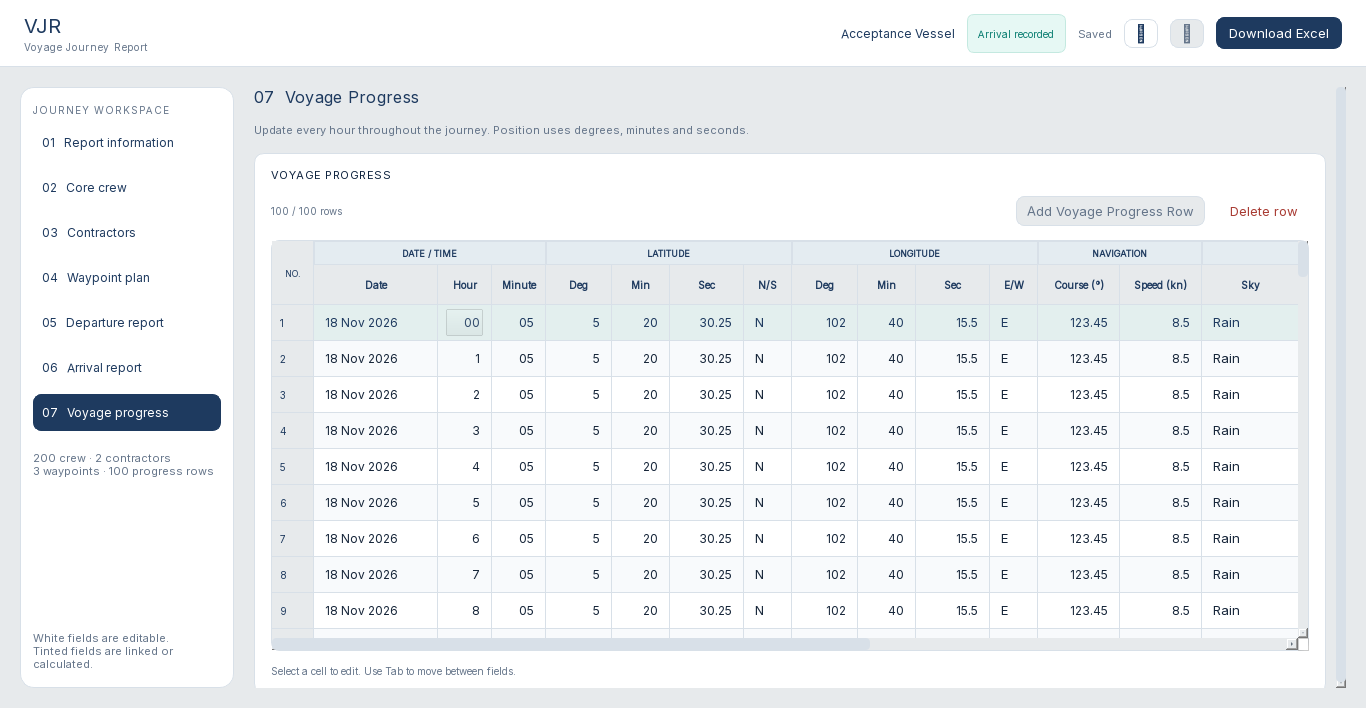 VJR
Voyage Journey Report
Acceptance Vessel
Arrival recorded
Saved
Download Excel
JOURNEY WORKSPACE
01 Report information
02 Core crew
03 Contractors
04 Waypoint plan
05 Departure report
06 Arrival report
07 Voyage progress
200 crew · 2 contractors
3 waypoints · 100 progress rows
White fields are editable.
Tinted fields are linked or
calculated.
07 Voyage Progress
Update every hour throughout the journey. Position uses degrees, minutes and seconds.
VOYAGE PROGRESS
100 / 100 rows
Add Voyage Progress Row
Delete row
NO. DATE / TIME LATITUDE LONGITUDE NAVIGATION
Date Hour Minute Deg Min Sec N/S Deg Min Sec E/W Course (°) Speed (kn) Sky
1 18 Nov 2026 00 05 5 20 30.25 N 102 40 15.5 E 123.45 8.5 Rain
2 18 Nov 2026 1 05 5 20 30.25 N 102 40 15.5 E 123.45 8.5 Rain
3 18 Nov 2026 2 05 5 20 30.25 N 102 40 15.5 E 123.45 8.5 Rain
4 18 Nov 2026 3 05 5 20 30.25 N 102 40 15.5 E 123.45 8.5 Rain
5 18 Nov 2026 4 05 5 20 30.25 N 102 40 15.5 E 123.45 8.5 Rain
6 18 Nov 2026 5 05 5 20 30.25 N 102 40 15.5 E 123.45 8.5 Rain
7 18 Nov 2026 6 05 5 20 30.25 N 102 40 15.5 E 123.45 8.5 Rain
8 18 Nov 2026 7 05 5 20 30.25 N 102 40 15.5 E 123.45 8.5 Rain
9 18 Nov 2026 8 05 5 20 30.25 N 102 40 15.5 E 123.45 8.5 Rain
Select a cell to edit. Use Tab to move between fields.